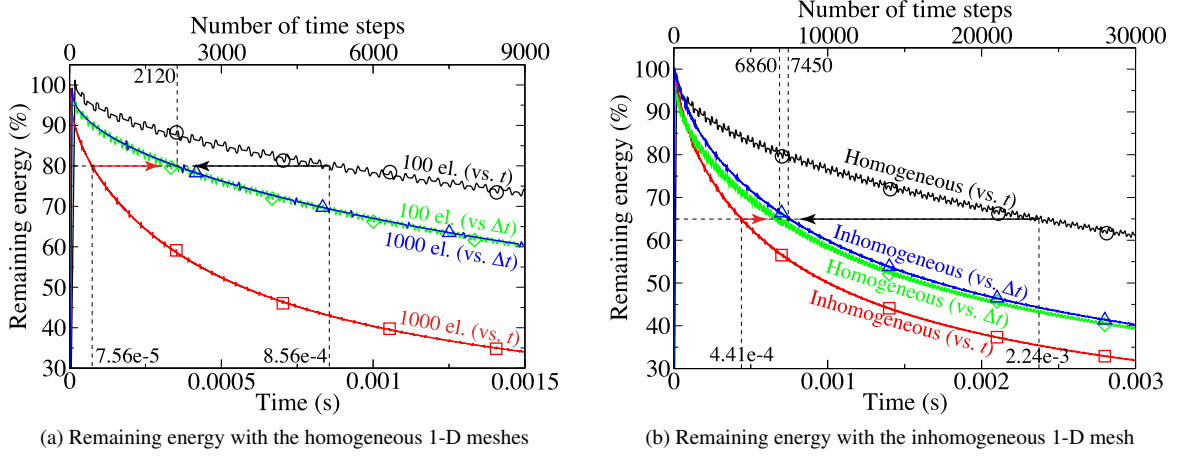 Number of time steps
0 3000 6000 9000
100
90
80
70
60
50
40
30
Remaining energy (%)
2120
100 el. (vs. t)
100 el. (vs Δt)
1000 el. (vs. Δt)
1000 el. (vs. t)
7.56e-5
8.56e-4
0 0.0005 0.001 0.0015
Time (s)
(a) Remaining energy with the homogeneous 1-D meshes
Number of time steps
0 10000 20000 30000
100
90
80
70
60
50
40
30
Remaining energy (%)
6860
7450
Homogeneous (vs. t)
Inhomogeneous (vs. Δt)
Homogeneous (vs. Δt)
Inhomogeneous (vs. t)
4.41e-4
2.24e-3
0 0.001 0.002 0.003
Time (s)
(b) Remaining energy with the inhomogeneous 1-D mesh